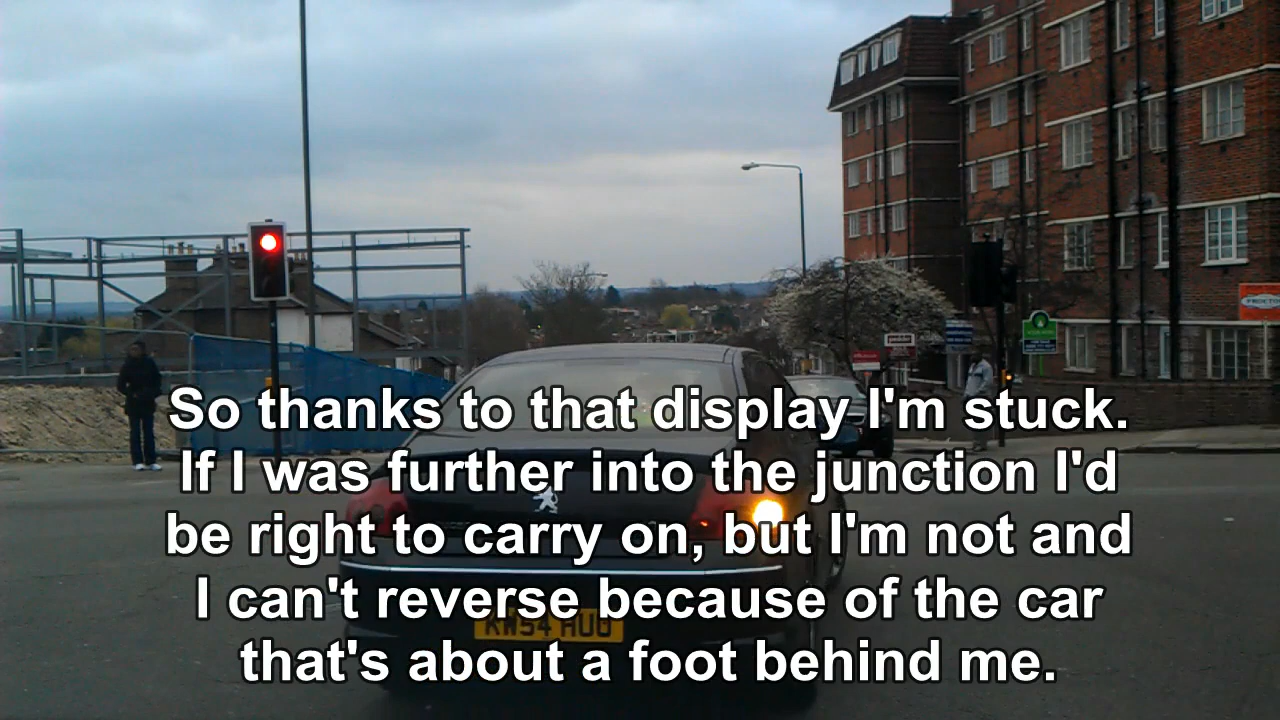 So thanks to that display I'm stuck.
If I was further into the junction I'd
be right to carry on, but I'm not and
I can't reverse because of the car
that's about a foot behind me.